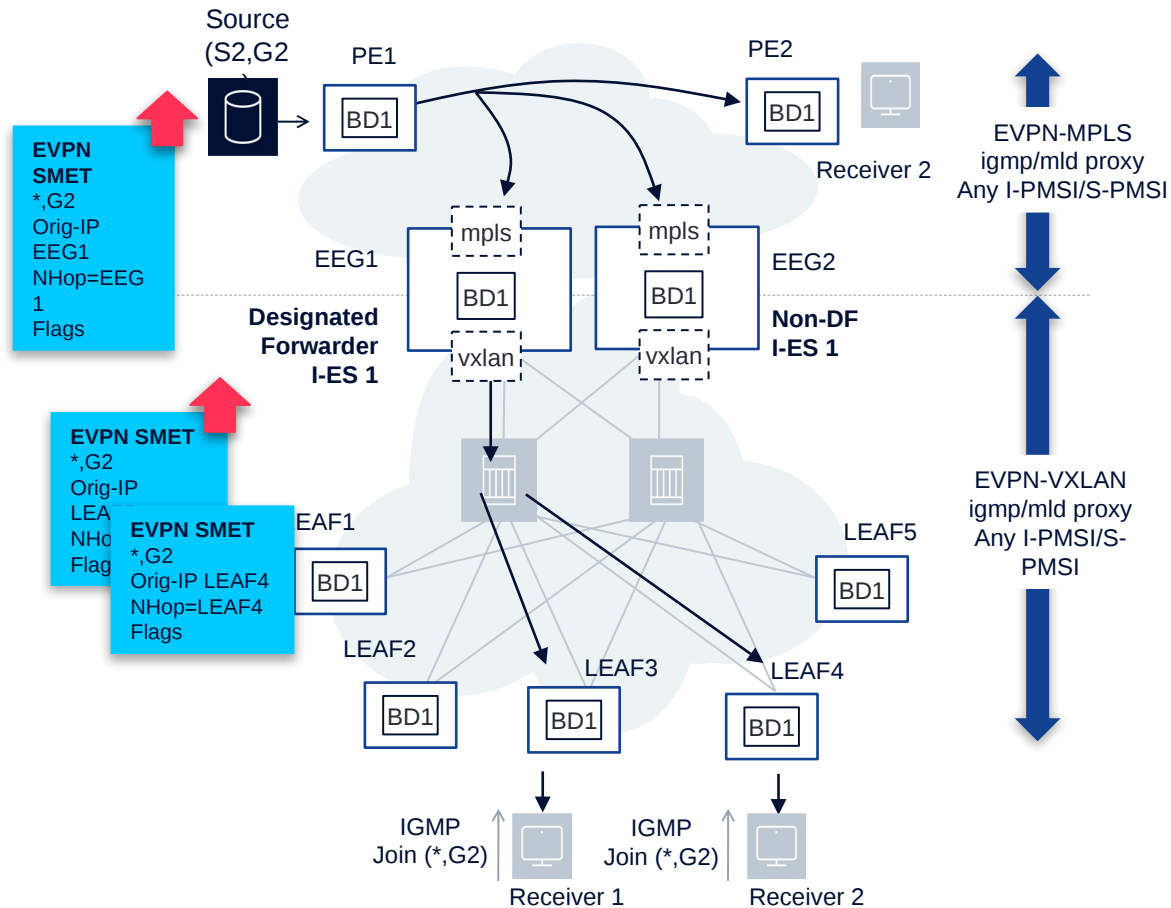 Source
(S2,G2
)
PE1
PE2
BD1
BD1
EVPN
SMET
*,G2
Orig-IP
EEG1
NHop=EEG
1
Flags
EVPN-MPLS
igmp/mld proxy
Any I-PMSI/S-PMSI
Receiver 2
mpls
mpls
EEG1
EEG2
BD1
BD1
Designated
Forwarder
I-ES 1
Non-DF
I-ES 1
vxlan
vxlan
EVPN SMET
*,G2
Orig-IP
EVPN SMET
*,G2
Orig-IP LEAF4
NHop=LEAF4
Flags
EAF1
BD1
LEAF5
BD1
EVPN-VXLAN
igmp/mld proxy
Any I-PMSI/S-
PMSI
LEAF2
LEAF3
LEAF4
BD1
BD1
BD1
IGMP
Join (*,G2)
IGMP
Join (*,G2)
Receiver 1
Receiver 2